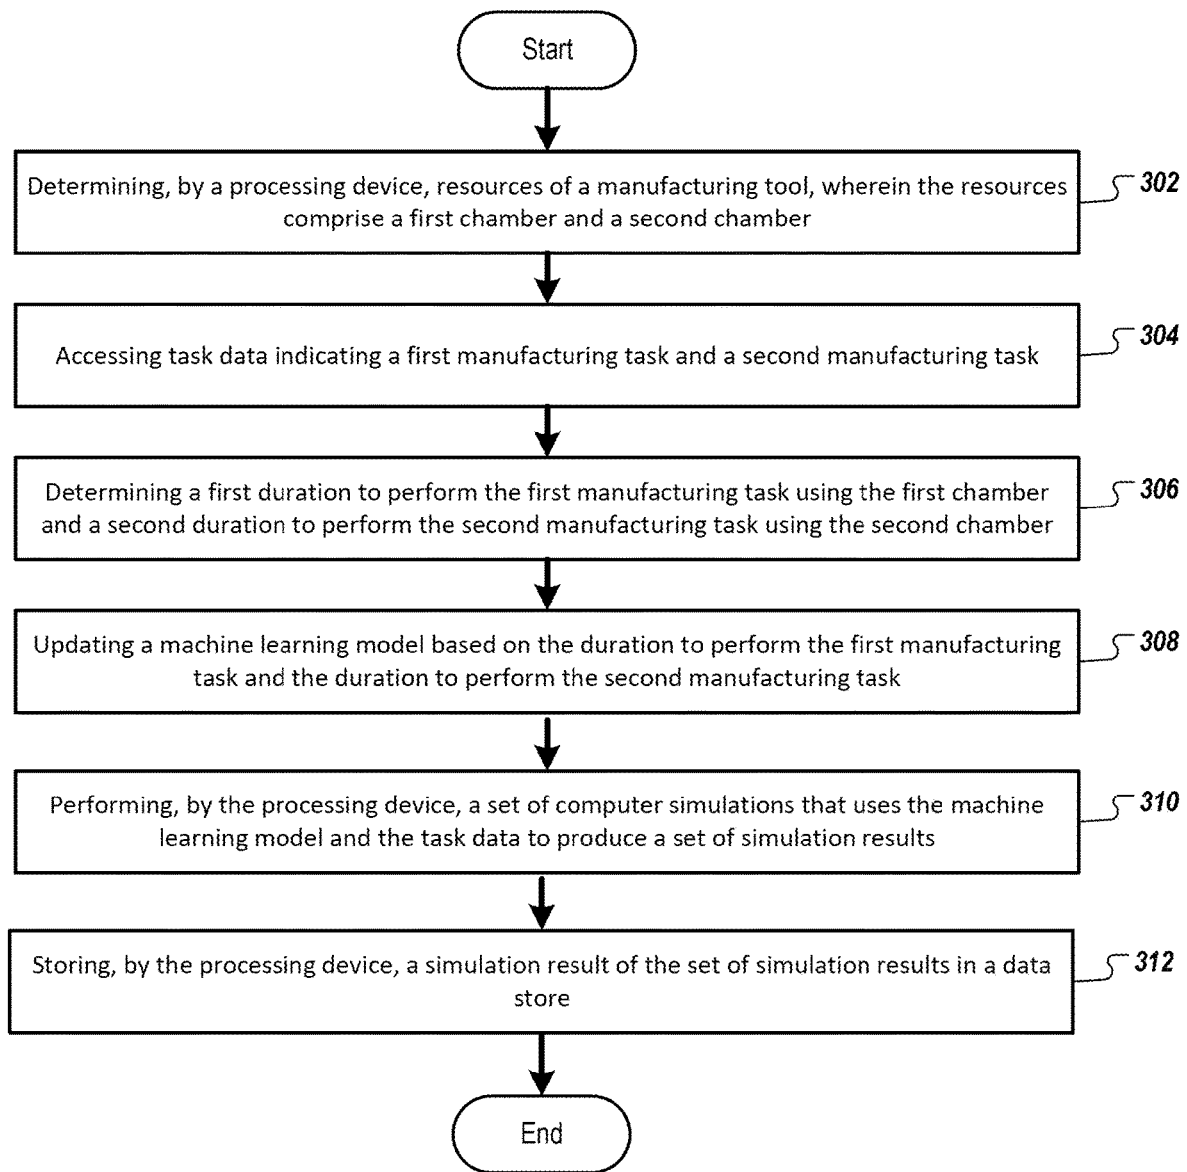 Start
Determining, by a processing device, resources of a manufacturing tool, wherein the resources
comprise a first chamber and a second chamber
302
Accessing task data indicating a first manufacturing task and a second manufacturing task
304
Determining a first duration to perform the first manufacturing task using the first chamber
and a second duration to perform the second manufacturing task using the second chamber
306
Updating a machine learning model based on the duration to perform the first manufacturing
task and the duration to perform the second manufacturing task
308
Performing, by the processing device, a set of computer simulations that uses the machine
learning model and the task data to produce a set of simulation results
310
Storing, by the processing device, a simulation result of the set of simulation results in a data
store
312
End